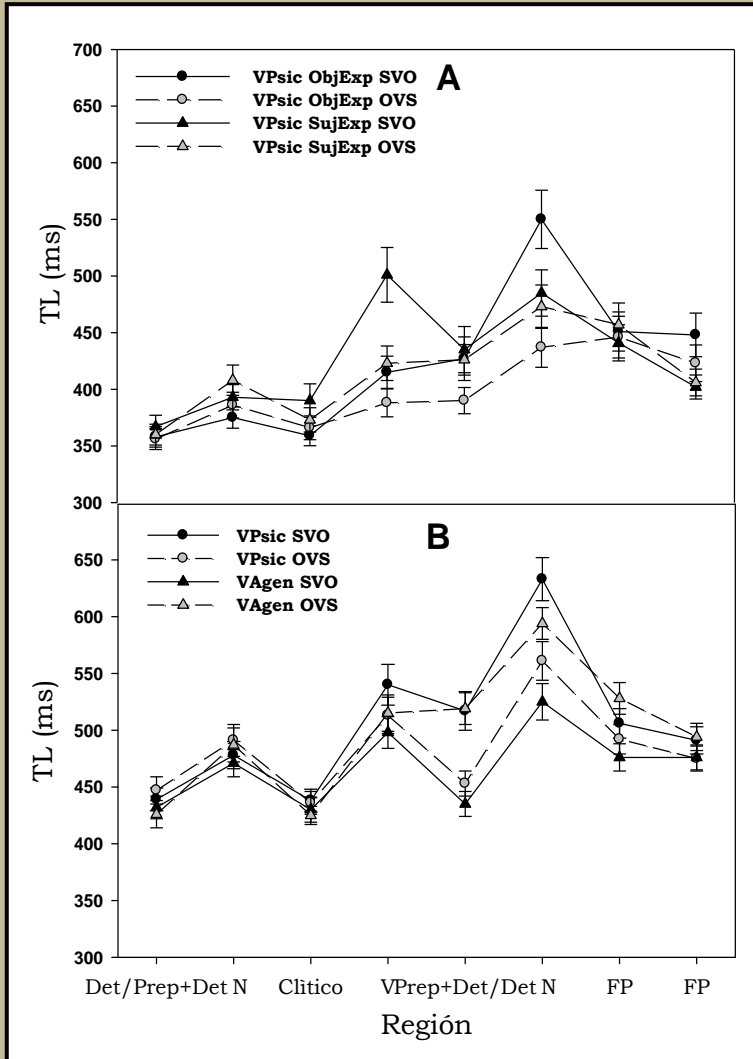 700
650
600
550
500
450
400
350
300
TL (ms)
A
VPsic ObjExp SVO
VPsic ObjExp OVS
VPsic SujExp SVO
VPsic SujExp OVS
650
600
550
500
450
400
350
300
TL (ms)
B
VPsic SVO
VPsic OVS
VAgen SVO
VAgen OVS
Det/Prep+Det N Clìtico VPrep+Det/Det N FP FP
Región